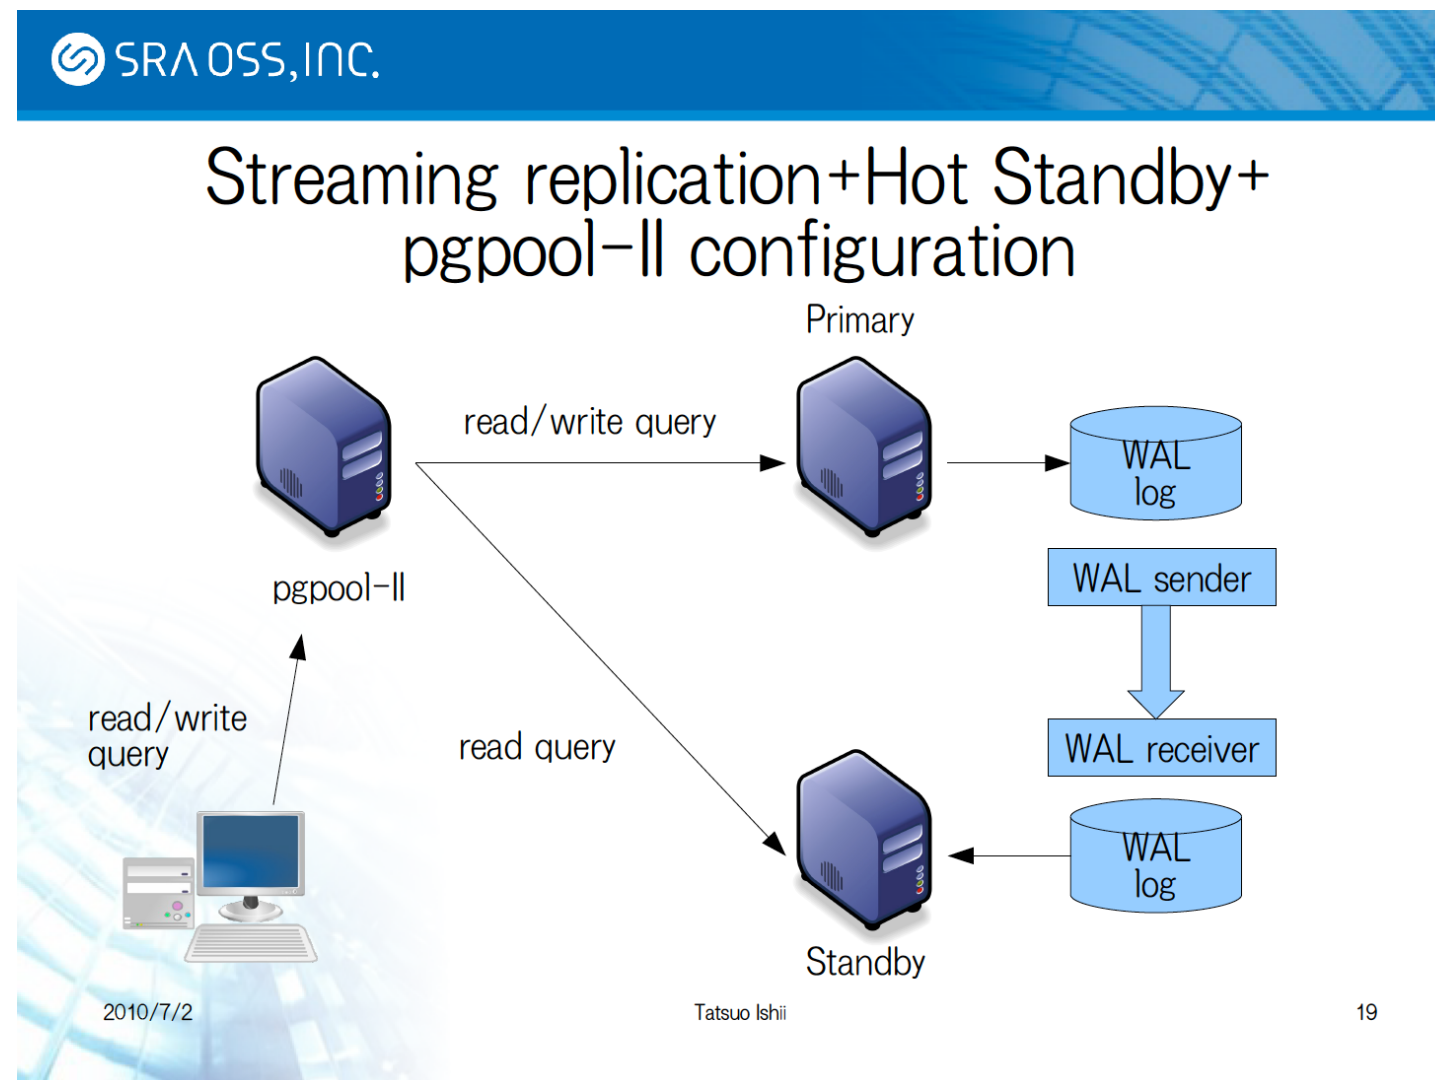 SRA OSS, INC.
Streaming replication+Hot Standby+
pgpool-II configuration
Primary
read/write query
WAL
log
WAL sender
pgpool-II
read/write
query
read query
WAL receiver
WAL
log
Standby
2010/7/2
Tatsuo Ishii
19